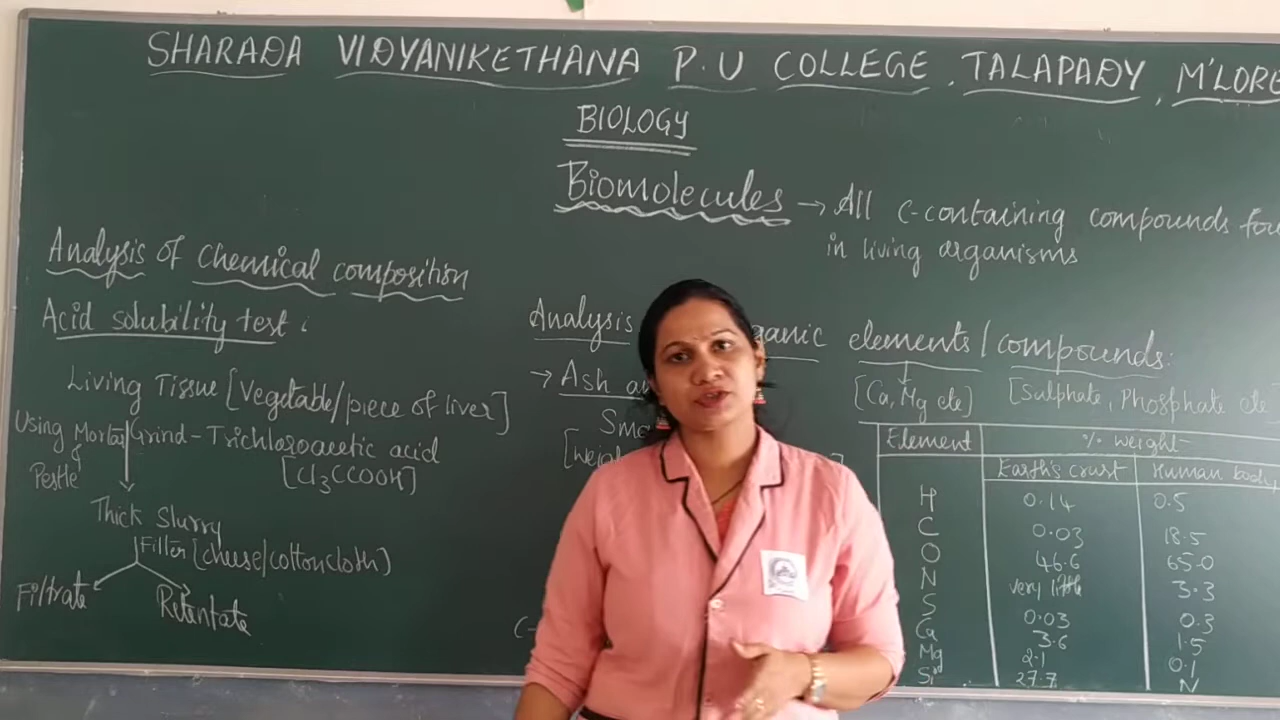 SHARADA VIDYANIKETHANA P.U COLLEGE, TALAPADY, M'LORE
BIOLOGY
Biomolecules → All C-containing compounds fou
in living organisms
Analysis of chemical composition
Acid solubility test :
Living Tissue [Vegetable/piece of liver]
Using Mortar & Pestle
Grind - Trichloroacetic acid
[Cl3CCOOH]
Thick Slurry
Filter [cheese/cotton cloth)
Filtrate
Retentate
Analysis ganic elements / compounds:
→ Ash an
[Ca, Mg etc] [Sulphate, Phosphate etc]
Sma
[weigh
Element % weight
Earth's crust Human body
H 0.14 0.5
C 0.03 18.5
O 46.6 65.0
N very little 3.3
S 0.03 0.3
Ca 3.6 1.5
Mg 2.1 0.1
Si 27.7 N